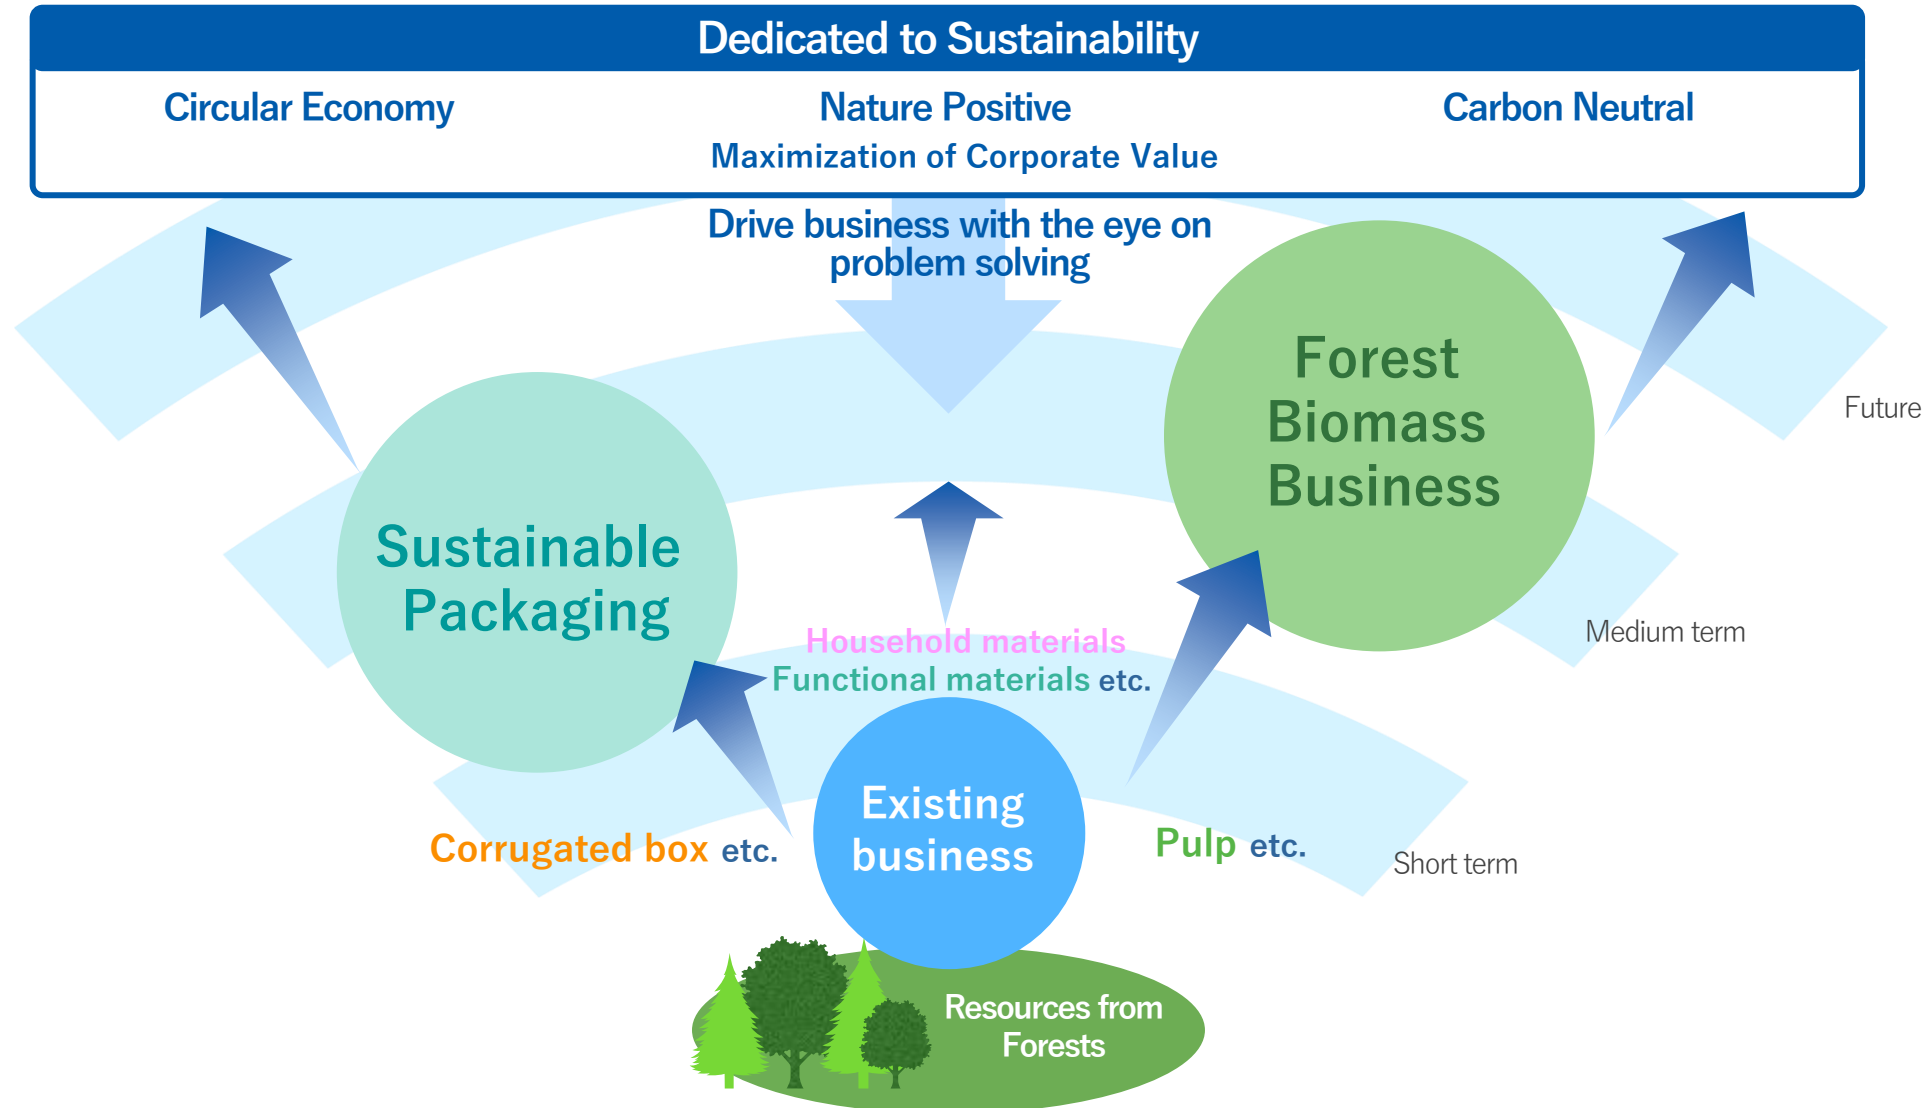 Dedicated to Sustainability
Circular Economy
Nature Positive
Carbon Neutral
Maximization of Corporate Value
Drive business with the eye on
problem solving
Forest
Biomass
Business
Future
Sustainable
Packaging
Medium term
Household materials
Functional materials etc.
Existing
business
Corrugated box etc.
Pulp etc.
Short term
Resources from
Forests